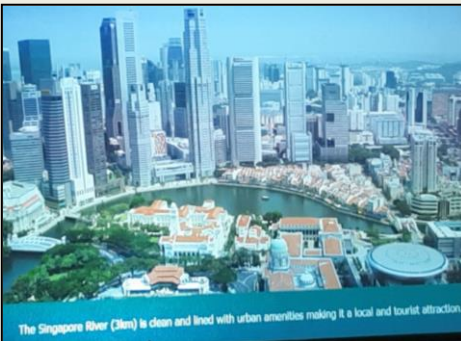 The Singapore River (3km) is clean and lined with urban amenities making it a local and tourist attraction